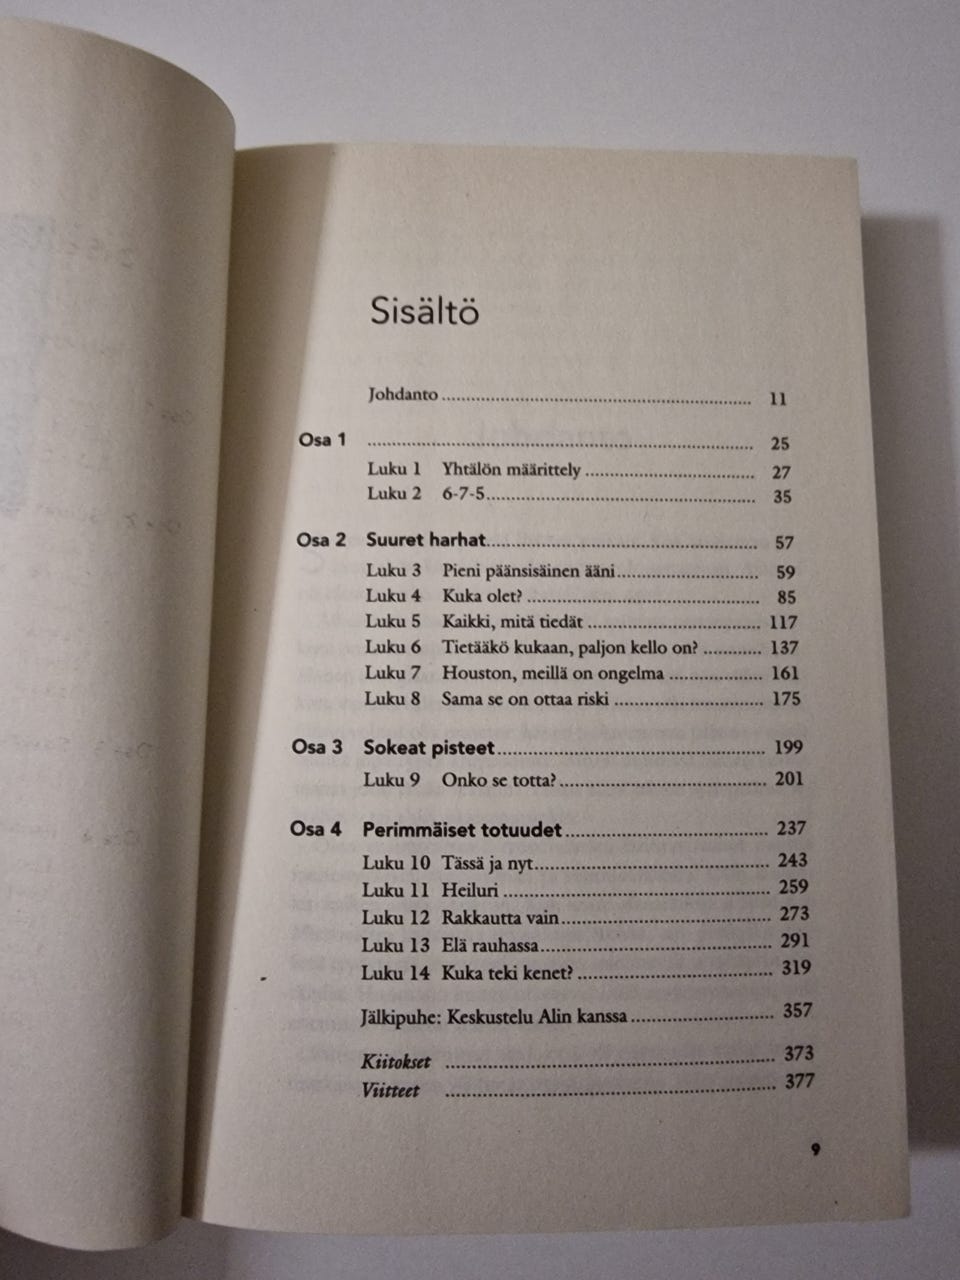 Sisältö
Johdanto 11
Osa 1 25
Luku 1 Yhtälön määrittely 27
Luku 2 6-7-5 35
Osa 2 Suuret harhat 57
Luku 3 Pieni päänsisäinen ääni 59
Luku 4 Kuka olet? 85
Luku 5 Kaikki, mitä tiedät 117
Luku 6 Tietääkö kukaan, paljon kello on? 137
Luku 7 Houston, meillä on ongelma 161
Luku 8 Sama se on ottaa riski 175
Osa 3 Sokeat pisteet 199
Luku 9 Onko se totta? 201
Osa 4 Perimmäiset totuudet 237
Luku 10 Tässä ja nyt 243
Luku 11 Heiluri 259
Luku 12 Rakkautta vain 273
Luku 13 Elä rauhassa 291
Luku 14 Kuka teki kenet? 319
Jälkipuhe: Keskustelu Alin kanssa 357
Kiitokset 373
Viitteet 377
9